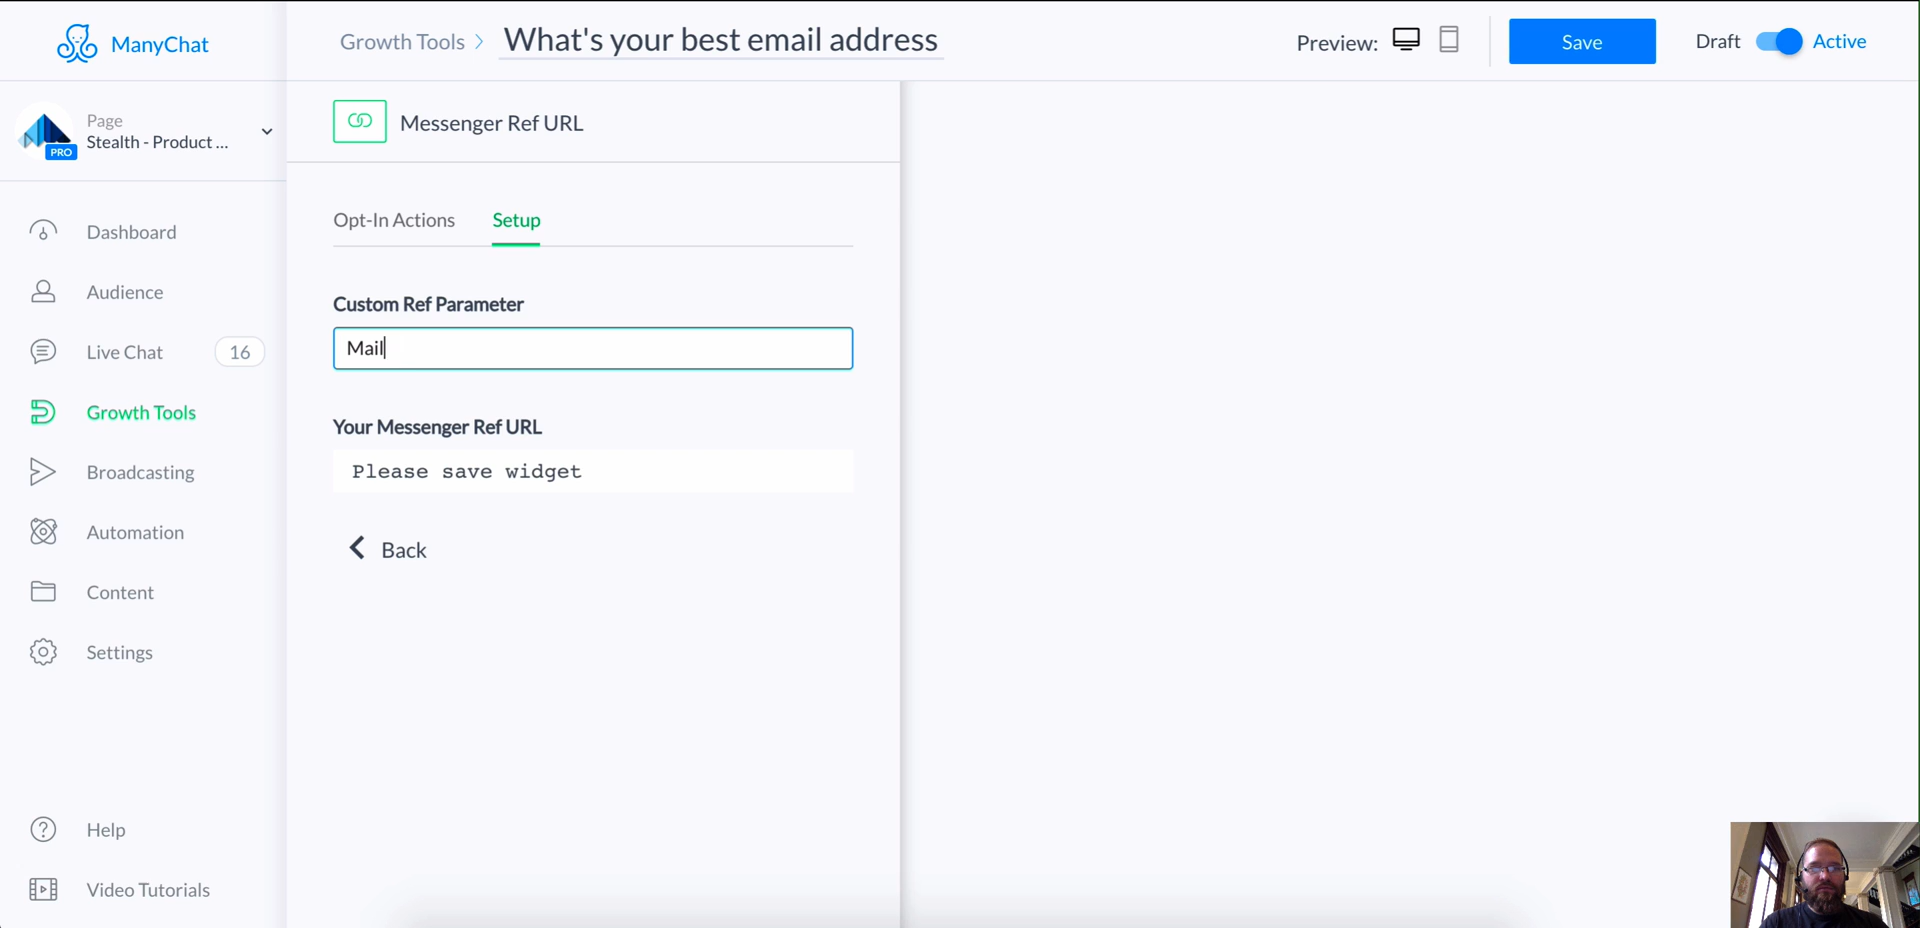 ManyChat
Growth Tools > What's your best email address
Preview:
Save
Draft
Active
Page
Stealth - Product ...
PRO
Messenger Ref URL
Opt-In Actions
Setup
Dashboard
Audience
Live Chat
16
Growth Tools
Broadcasting
Automation
Content
Settings
Help
Video Tutorials
Custom Ref Parameter
Mail
Your Messenger Ref URL
Please save widget
Back